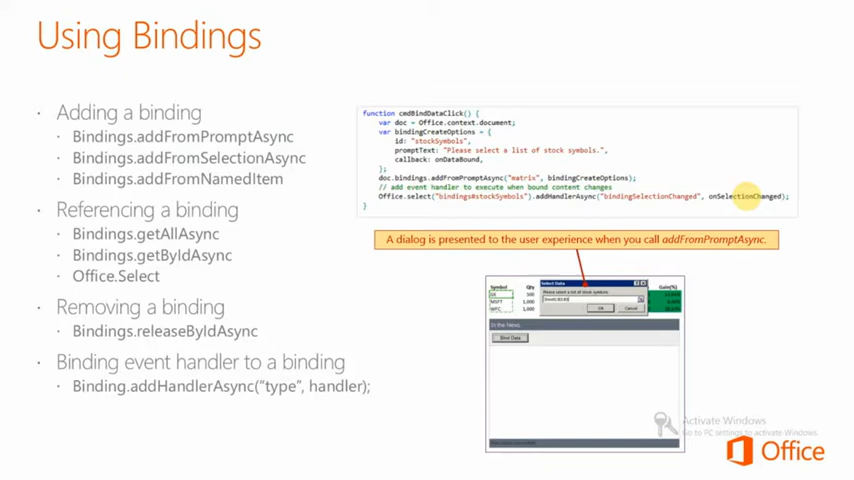 Using Bindings
· Adding a binding
· Bindings.addFromPromptAsync
· Bindings.addFromSelectionAsync
· Bindings.addFromNamedItem
· Referencing a binding
· Bindings.getAllAsync
· Bindings.getByIdAsync
· Office.Select
· Removing a binding
· Bindings.releaseByIdAsync
· Binding event handler to a binding
· Binding.addHandlerAsync("type", handler);
function cmdBindDataClick() {
var doc = Office.context.document;
var bindingCreateOptions = {
id: "stockSymbols",
promptText: "Please select a list of stock symbols.",
callback: onDataBound,
};
doc.bindings.addFromPromptAsync("matrix", bindingCreateOptions);
// add event handler to execute when bound content changes
Office.select("bindings#stockSymbols").addHandlerAsync("bindingSelectionChanged", onSelectionChanged);
}
A dialog is presented to the user experience when you call addFromPromptAsync.
Symbol Qty Select Data Gain(%)
Please select a list of stock symbols.
500
MSFT 1,000
WFC 1,000
OK Cancel
In the News
Bind Data
Activate Windows
Go to PC settings to activate Windows.
Office